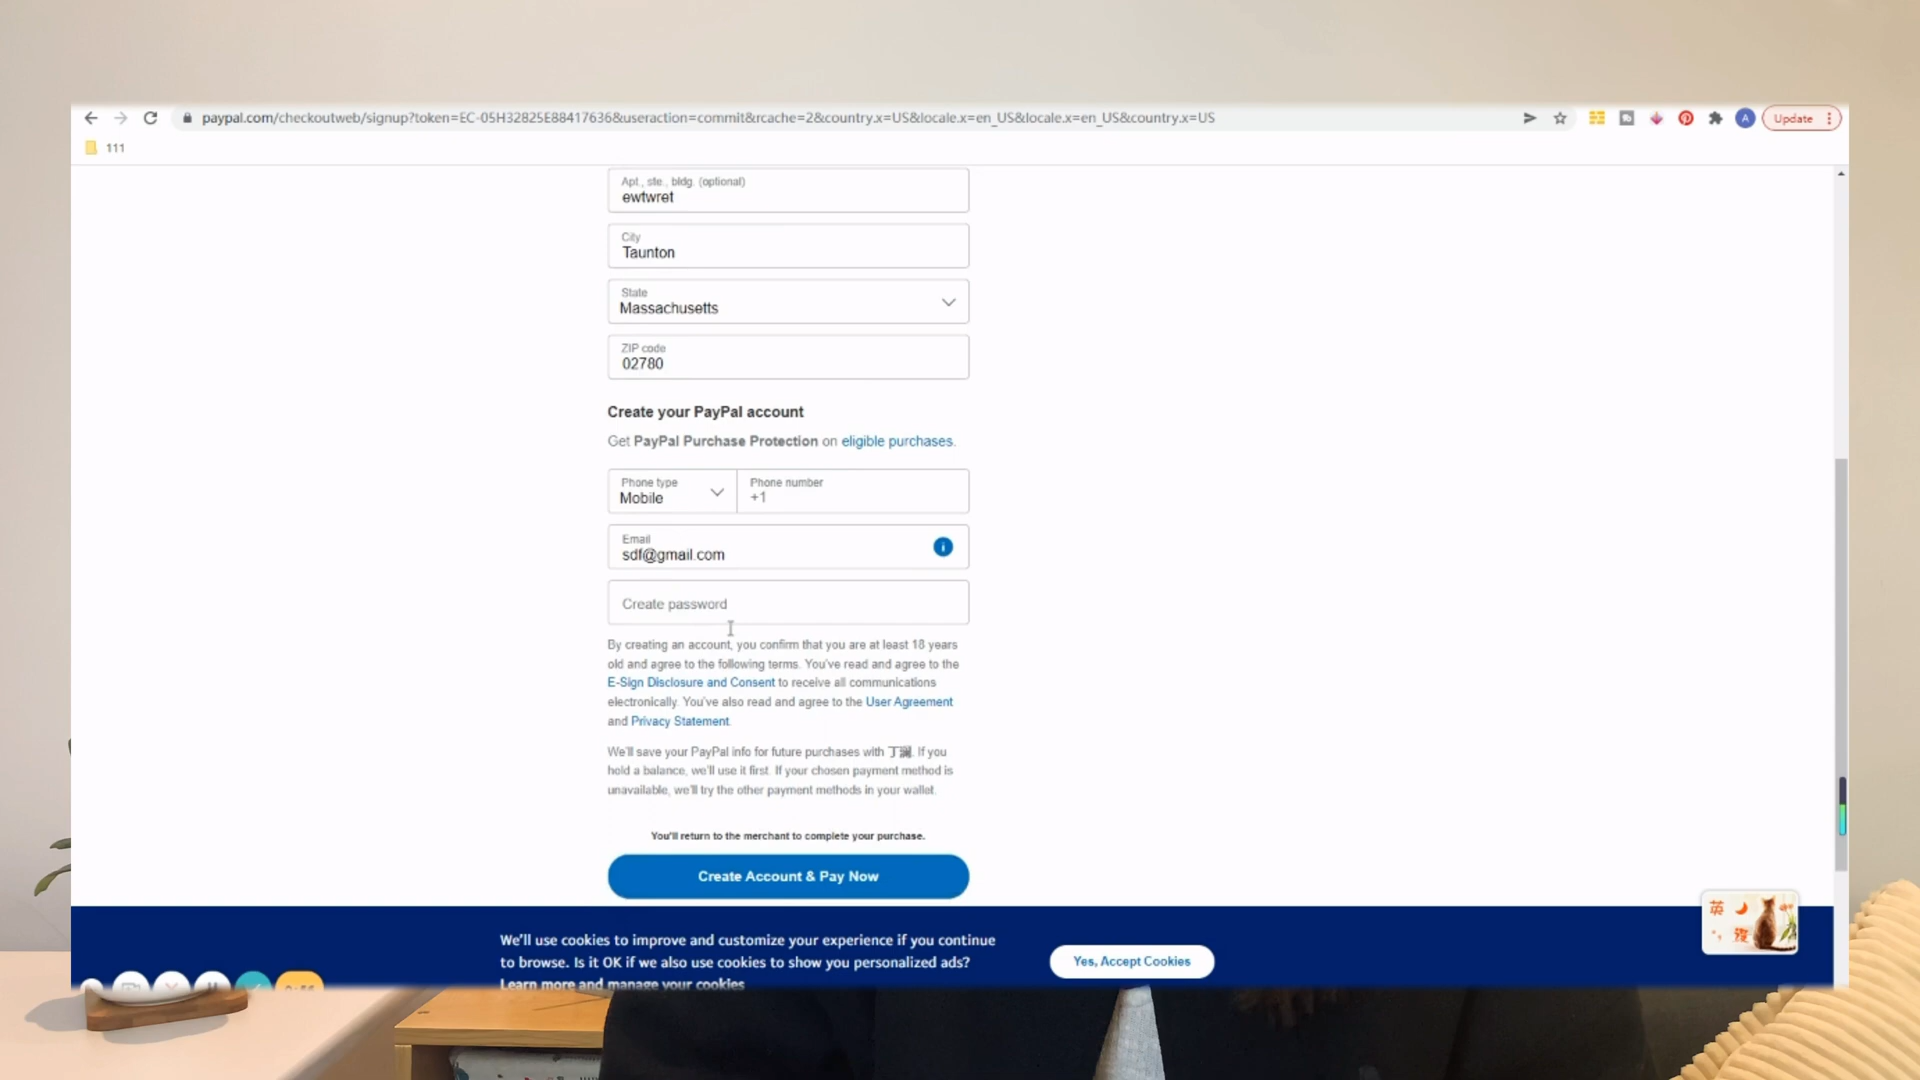 paypal.com/checkoutweb/signup?token=EC-05H32825E88417636&useraction=commit&rcache=2&country.x=US&locale.x=en_US&locale.x=en_US&country.x=US
A
Update
111
Apt., ste., bldg. (optional)
ewtwret
City
Taunton
State
Massachusetts
ZIP code
02780
Create your PayPal account
Get PayPal Purchase Protection on eligible purchases.
Phone type
Mobile
Phone number
+1
Email
sdf@gmail.com
Create password
By creating an account, you confirm that you are at least 18 years
old and agree to the following terms. You've read and agree to the
E-Sign Disclosure and Consent to receive all communications
electronically. You've also read and agree to the User Agreement
and Privacy Statement.
We'll save your PayPal info for future purchases with 丁澜. If you
hold a balance, we'll use it first. If your chosen payment method is
unavailable, we'll try the other payment methods in your wallet.
You'll return to the merchant to complete your purchase.
Create Account & Pay Now
英
We'll use cookies to improve and customize your experience if you continue
to browse. Is it OK if we also use cookies to show you personalized ads?
Learn more and manage your cookies
Yes, Accept Cookies